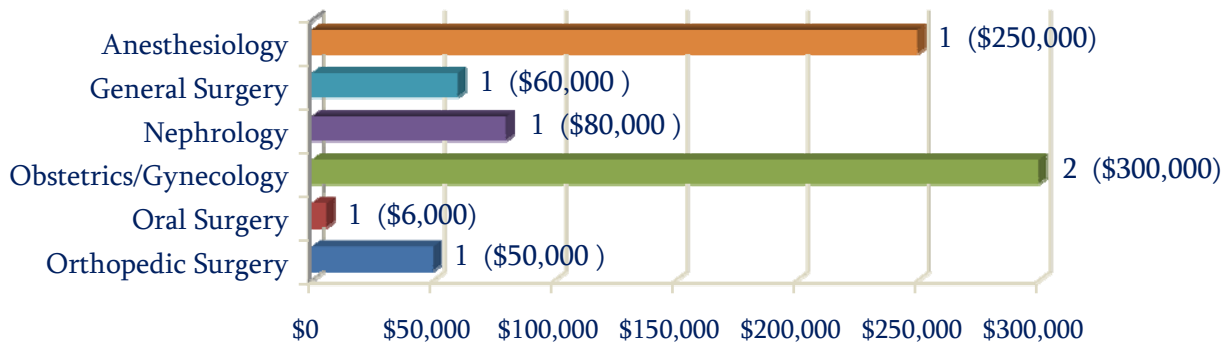 Anesthesiology 1 ($250,000)
General Surgery 1 ($60,000 )
Nephrology 1 ($80,000 )
Obstetrics/Gynecology 2 ($300,000)
Oral Surgery 1 ($6,000)
Orthopedic Surgery 1 ($50,000 )
$0 $50,000 $100,000 $150,000 $200,000 $250,000 $300,000